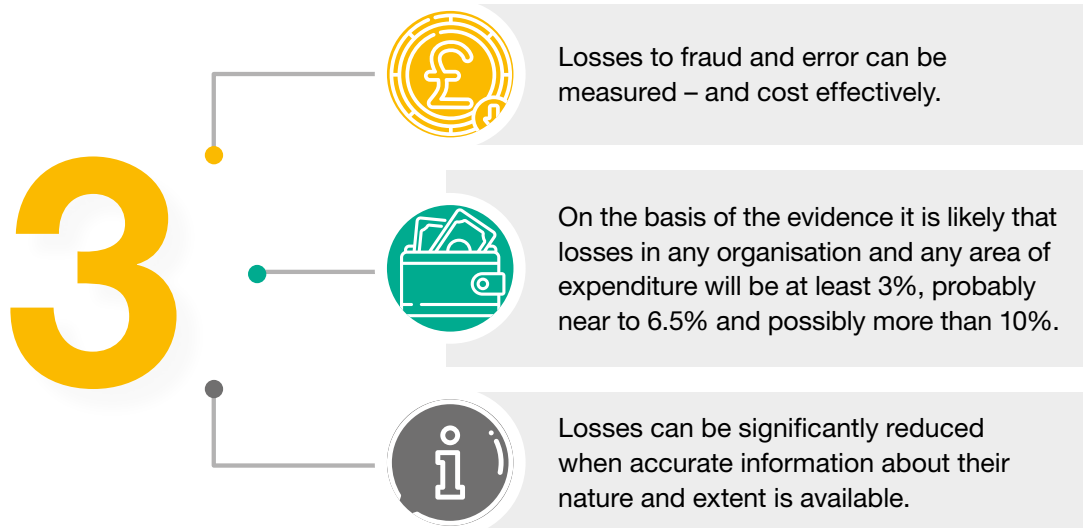 3
Losses to fraud and error can be
measured – and cost effectively.
On the basis of the evidence it is likely that
losses in any organisation and any area of
expenditure will be at least 3%, probably
near to 6.5% and possibly more than 10%.
Losses can be significantly reduced
when accurate information about their
nature and extent is available.